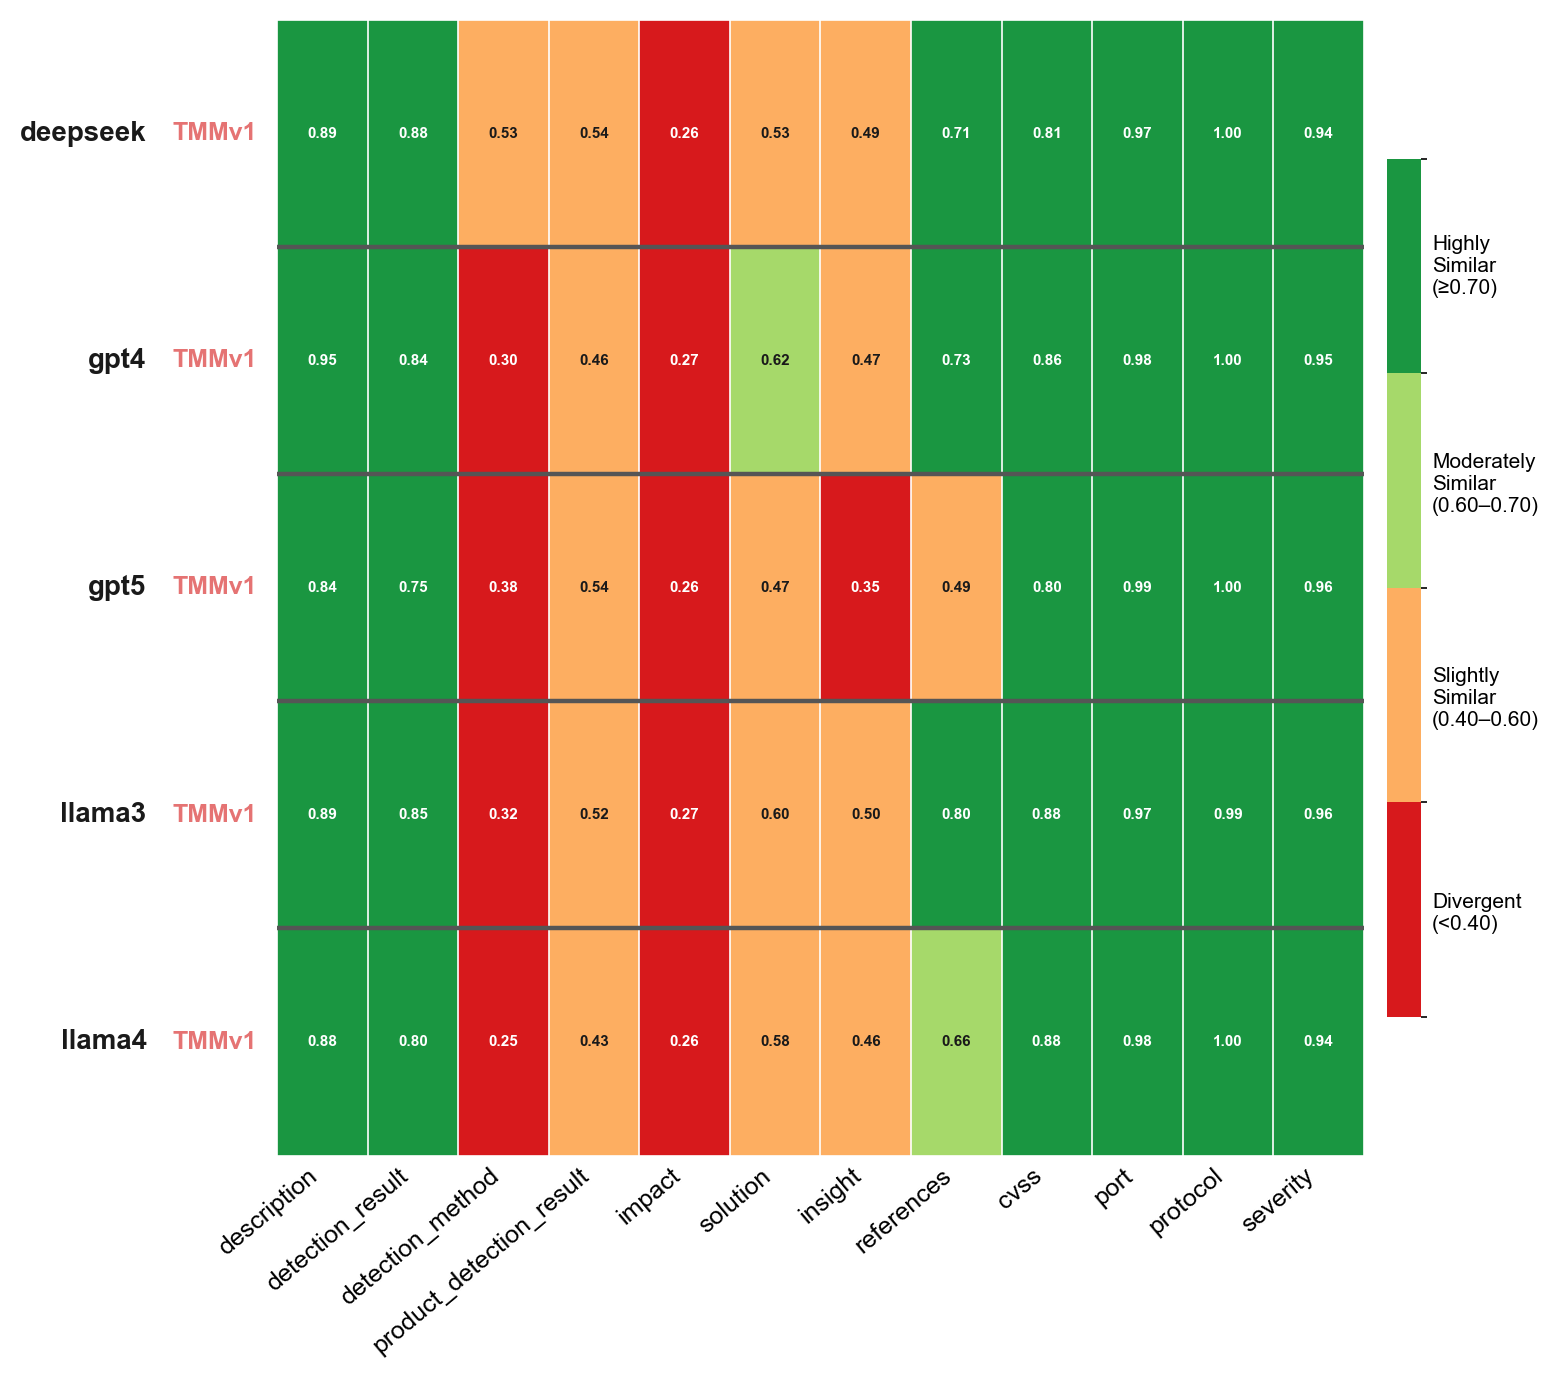 deepseek TMMv1 0.89 0.88 0.53 0.54 0.26 0.53 0.49 0.71 0.81 0.97 1.00 0.94
gpt4 TMMv1 0.95 0.84 0.30 0.46 0.27 0.62 0.47 0.73 0.86 0.98 1.00 0.95
gpt5 TMMv1 0.84 0.75 0.38 0.54 0.26 0.47 0.35 0.49 0.80 0.99 1.00 0.96
llama3 TMMv1 0.89 0.85 0.32 0.52 0.27 0.60 0.50 0.80 0.88 0.97 0.99 0.96
llama4 TMMv1 0.88 0.80 0.25 0.43 0.26 0.58 0.46 0.66 0.88 0.98 1.00 0.94
description
detection_result
detection_method
product_detection_result
impact
solution
insight
references
cvss
port
protocol
severity
Highly
Similar
(≥0.70)
Moderately
Similar
(0.60–0.70)
Slightly
Similar
(0.40–0.60)
Divergent
(<0.40)